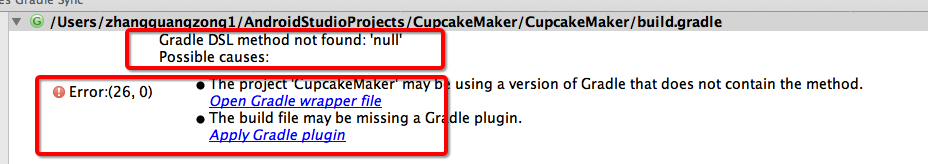 es Gradle Sync
/Users/zhangquangzong1/AndroidStudioProjects/CupcakeMaker/CupcakeMaker/build.gradle
Gradle DSL method not found: 'null'
Possible causes:
Error:(26, 0)
• The project 'CupcakeMaker' may be using a version of Gradle that does not contain the method.
Open Gradle wrapper file
• The build file may be missing a Gradle plugin.
Apply Gradle plugin